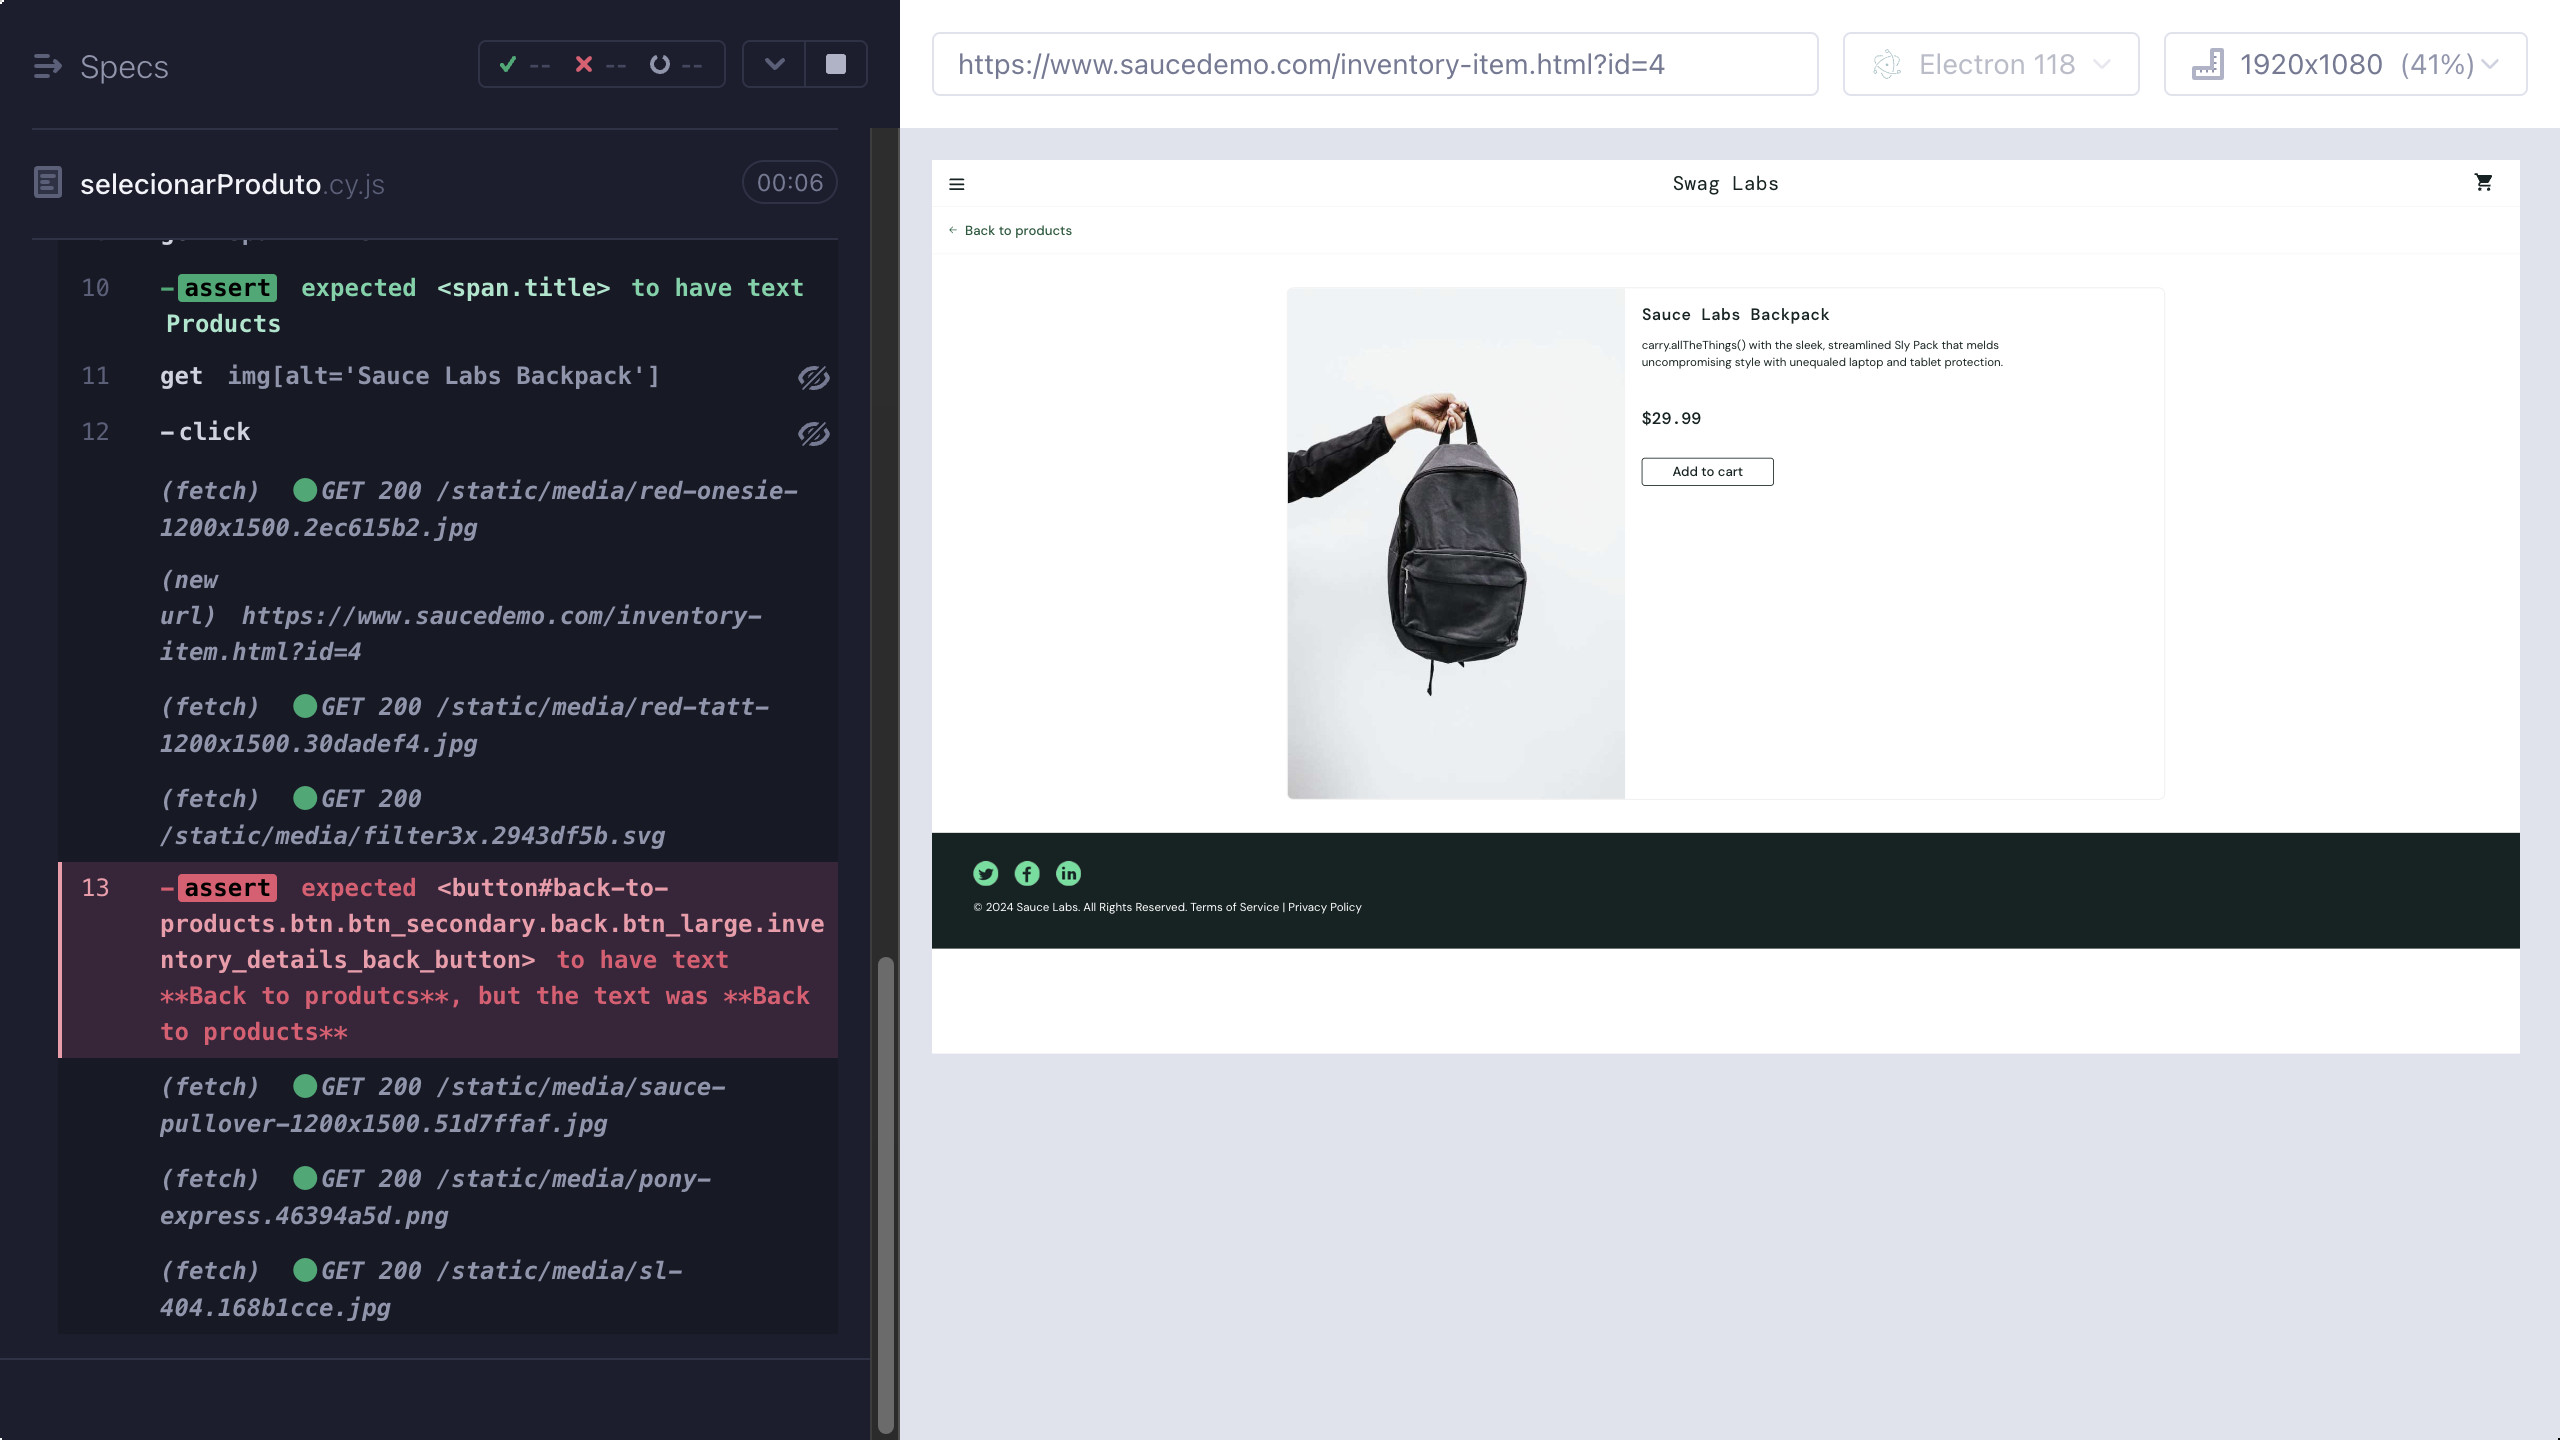 Specs
-- -- --
selecionarProduto.cy.js
00:06
10 -assert expected <span.title> to have text
Products
11 get img[alt='Sauce Labs Backpack']
12 -click
(fetch) GET 200 /static/media/red-onesie-
1200x1500.2ec615b2.jpg
(new
url) https://www.saucedemo.com/inventory-
item.html?id=4
(fetch) GET 200 /static/media/red-tatt-
1200x1500.30dadef4.jpg
(fetch) GET 200
/static/media/filter3x.2943df5b.svg
13 -assert expected <button#back-to-
products.btn.btn_secondary.back.btn_large.inve
ntory_details_back_button> to have text
**Back to produtcs**, but the text was **Back
to products**
(fetch) GET 200 /static/media/sauce-
pullover-1200x1500.51d7ffaf.jpg
(fetch) GET 200 /static/media/pony-
express.46394a5d.png
(fetch) GET 200 /static/media/sl-
404.168b1cce.jpg
https://www.saucedemo.com/inventory-item.html?id=4
Electron 118
1920x1080 (41%)
Swag Labs
Back to products
Sauce Labs Backpack
carry.allTheThings() with the sleek, streamlined Sly Pack that melds
uncompromising style with unequaled laptop and tablet protection.
$29.99
Add to cart
© 2024 Sauce Labs. All Rights Reserved. Terms of Service | Privacy Policy